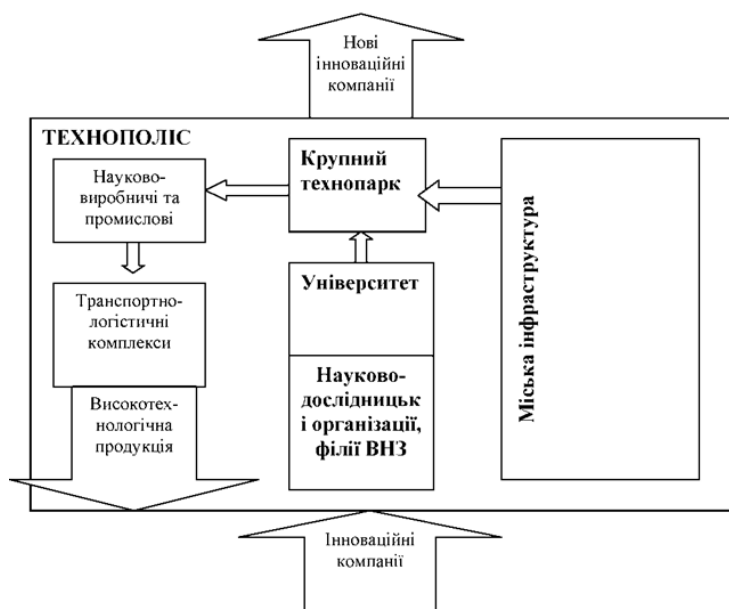 Нові
інноваційні
компанії
ТЕХНОПОЛІС
Науково-
виробничі та
промислові
Крупний
технопарк
Міська інфраструктура
Університет
Транспортно-
логістичні
комплекси
Науково-
дослідницьк
і організації,
філії ВНЗ
Високотех-
нологічна
продукція
Інноваційні
компанії